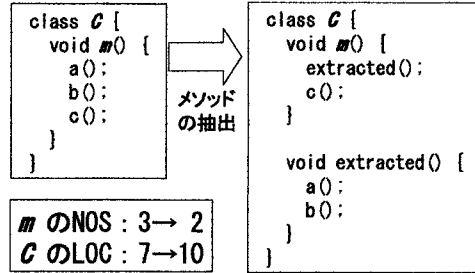 class C {
void m() {
a();
b();
c();
}
}
メソッド
の抽出
class C {
void m() {
extracted();
c();
}
void extracted() {
a();
b();
}
}
m のNOS : 3→ 2
C のLOC : 7→10